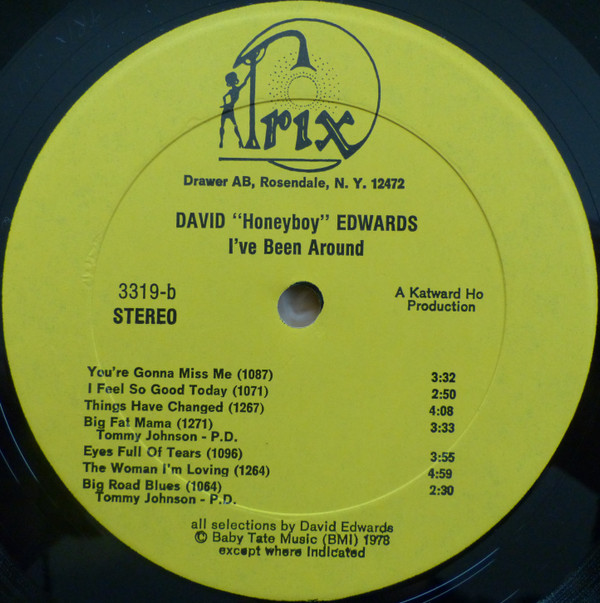 Trix
Drawer AB, Rosendale, N. Y. 12472
DAVID "Honeyboy" EDWARDS
I've Been Around
3319-b
STEREO
A Katward Ho
Production
You're Gonna Miss Me (1087) 3:32
I Feel So Good Today (1071) 2:50
Things Have Changed (1267) 4:08
Big Fat Mama (1271) 3:33
Tommy Johnson - P.D.
Eyes Full Of Tears (1096) 3:55
The Woman I'm Loving (1264) 4:59
Big Road Blues (1064) 2:30
Tommy Johnson - P.D.
all selections by David Edwards
© Baby Tate Music (BMI) 1978
except where indicated